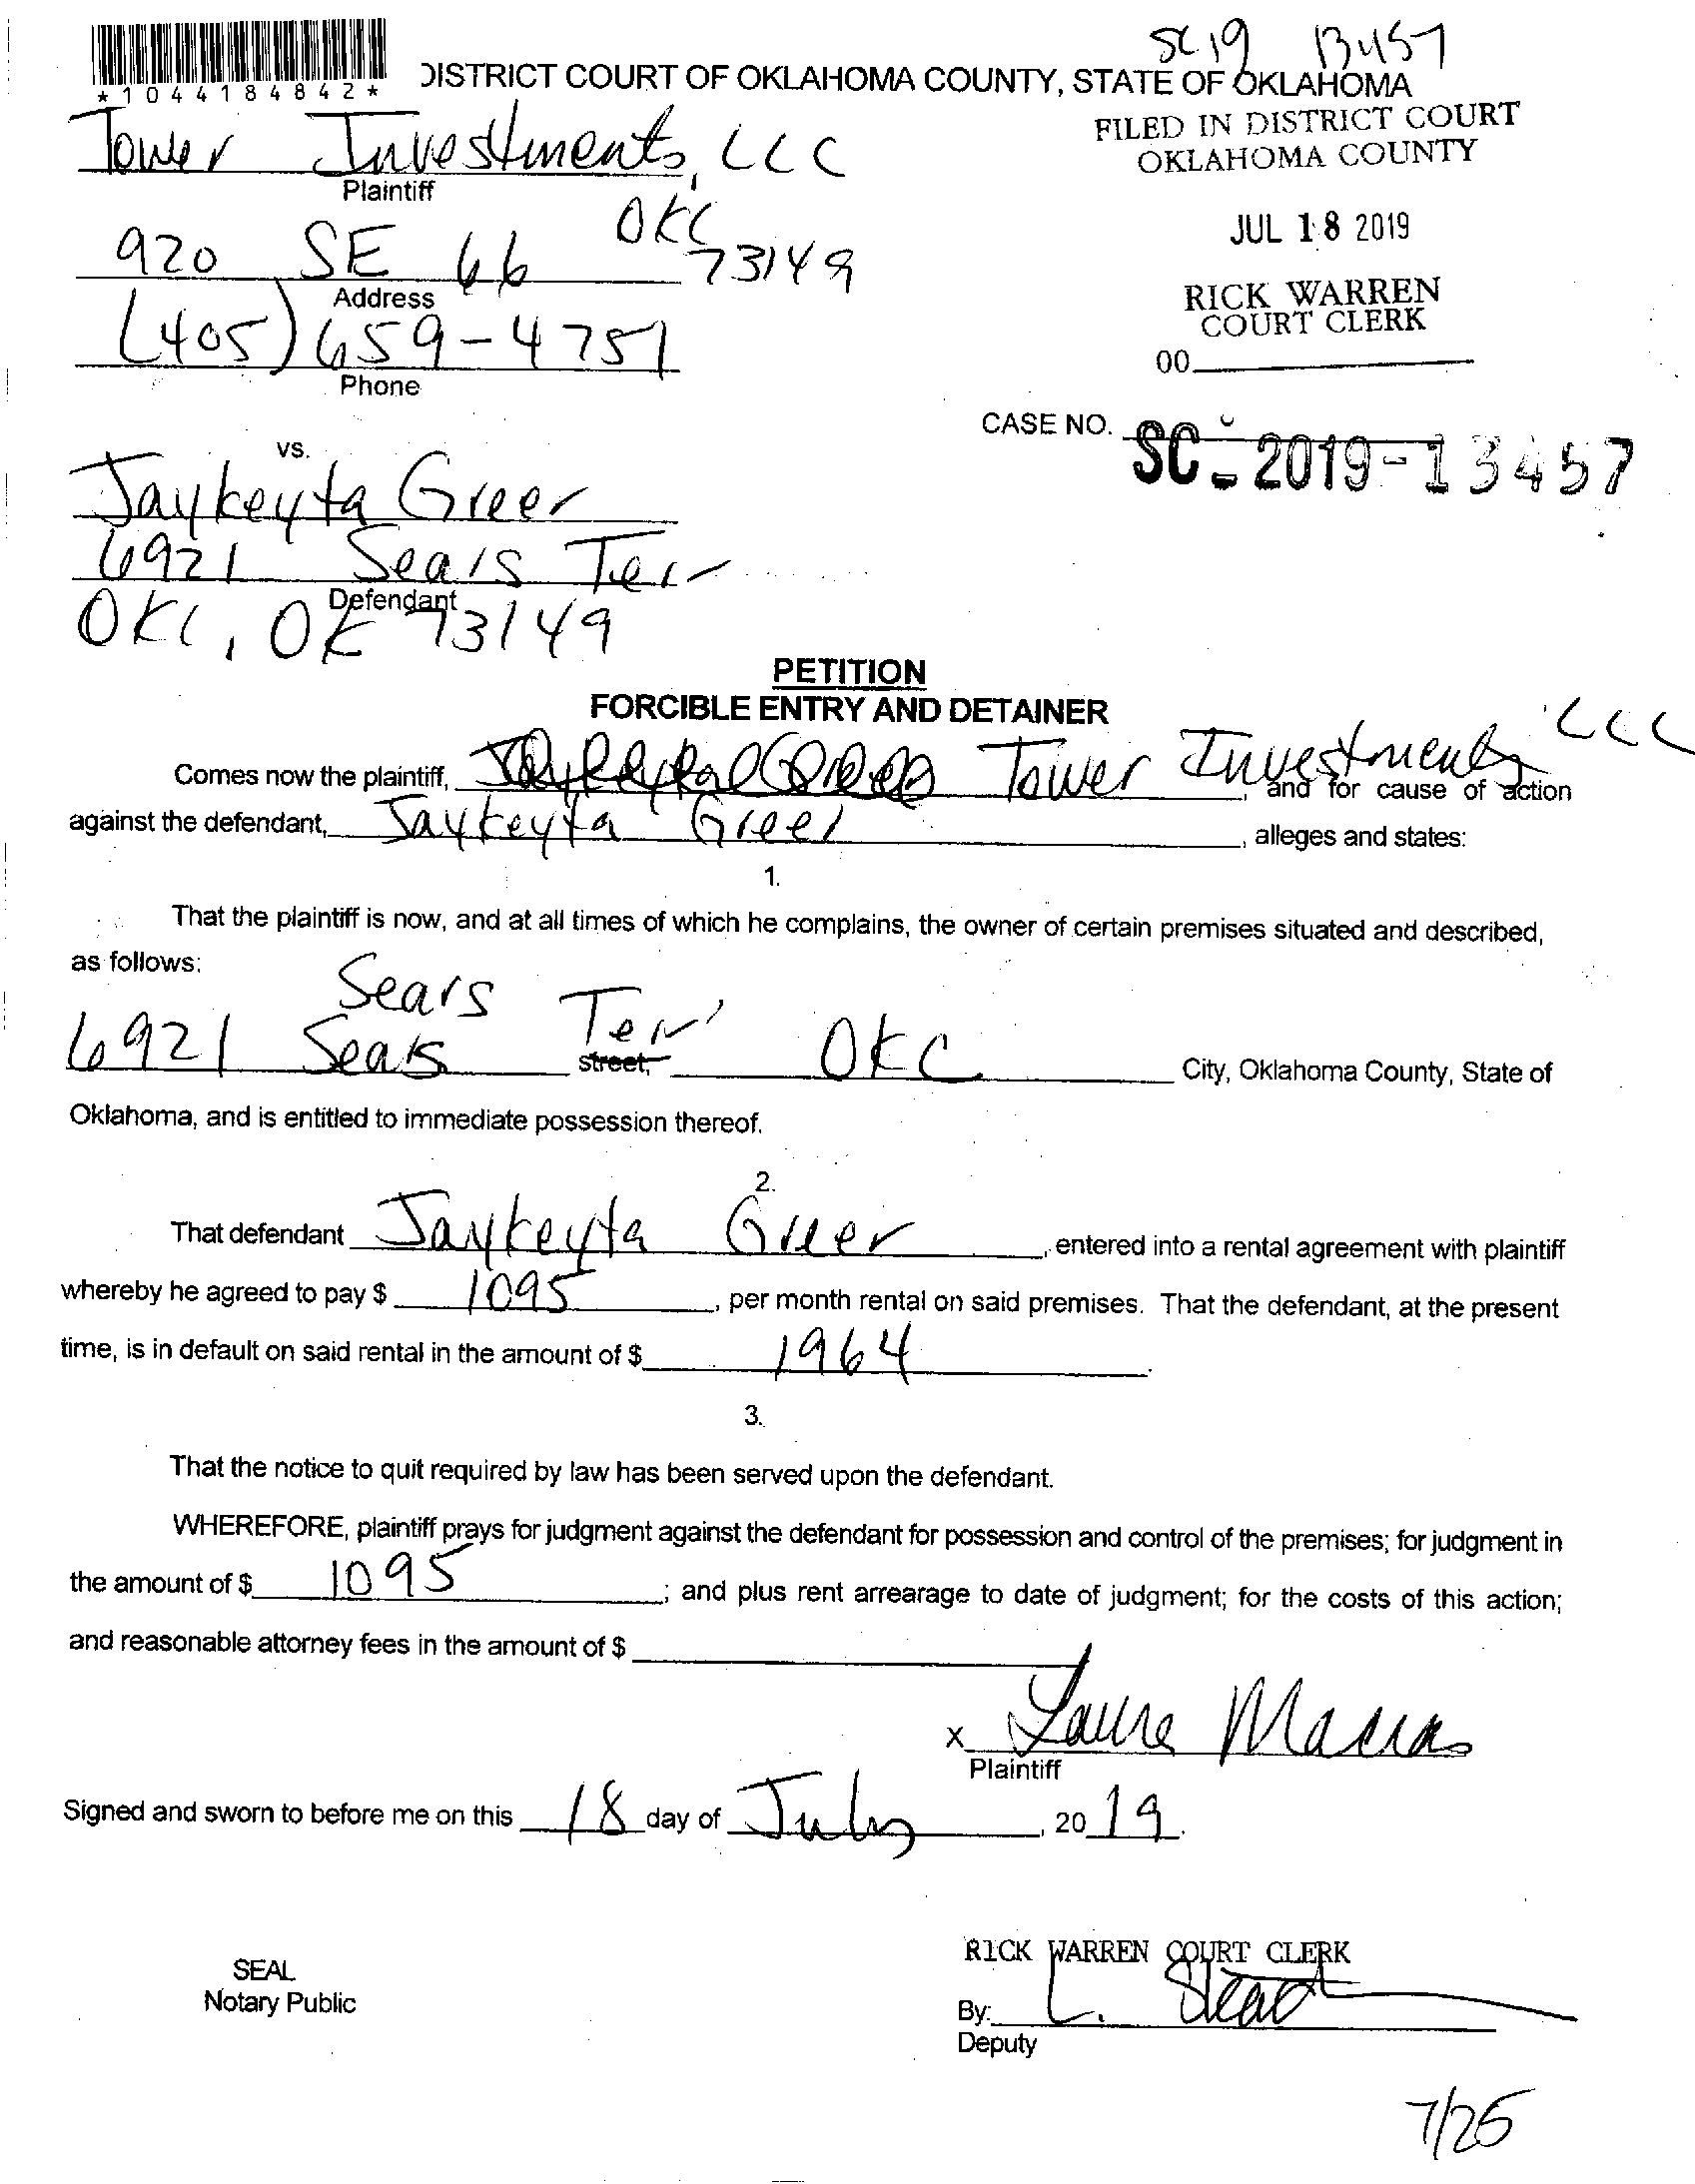 SC 19 13457
*1044184842*
DISTRICT COURT OF OKLAHOMA COUNTY, STATE OF OKLAHOMA
Tower Investments, LLC
Plaintiff
FILED IN DISTRICT COURT
OKLAHOMA COUNTY
920 SE 66 OKC 73149
Address
JUL 18 2019
(405) 659-4751
Phone
RICK WARREN
COURT CLERK
00
CASE NO. SC-2019-13457
vs.
Jaykeyta Greer
6921 Sears Terr
Defendant
OKC, OK 73149
PETITION
FORCIBLE ENTRY AND DETAINER
Comes now the plaintiff, Tower Investments LLC, and for cause of action
against the defendant, Jaykeyta Greer, alleges and states:
1.
That the plaintiff is now, and at all times of which he complains, the owner of certain premises situated and described,
as follows:
Sears
6921 Sears Terr street, OKC City, Oklahoma County, State of
Oklahoma, and is entitled to immediate possession thereof.
2.
That defendant Jaykeyta Greer, entered into a rental agreement with plaintiff
whereby he agreed to pay $ 1095, per month rental on said premises. That the defendant, at the present
time, is in default on said rental in the amount of $ 1964.
3.
That the notice to quit required by law has been served upon the defendant.
WHEREFORE, plaintiff prays for judgment against the defendant for possession and control of the premises; for judgment in
the amount of $ 1095; and plus rent arrearage to date of judgment; for the costs of this action;
and reasonable attorney fees in the amount of $
x Laura Macias
Plaintiff
Signed and sworn to before me on this 18 day of July, 20 19.
SEAL
Notary Public
RICK WARREN COURT CLERK
By: L.
Deputy
7/25